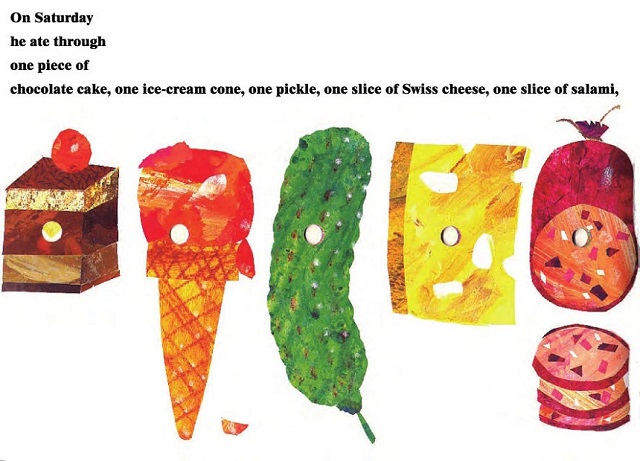 On Saturday
he ate through
one piece of
chocolate cake, one ice-cream cone, one pickle, one slice of Swiss cheese, one slice of salami,